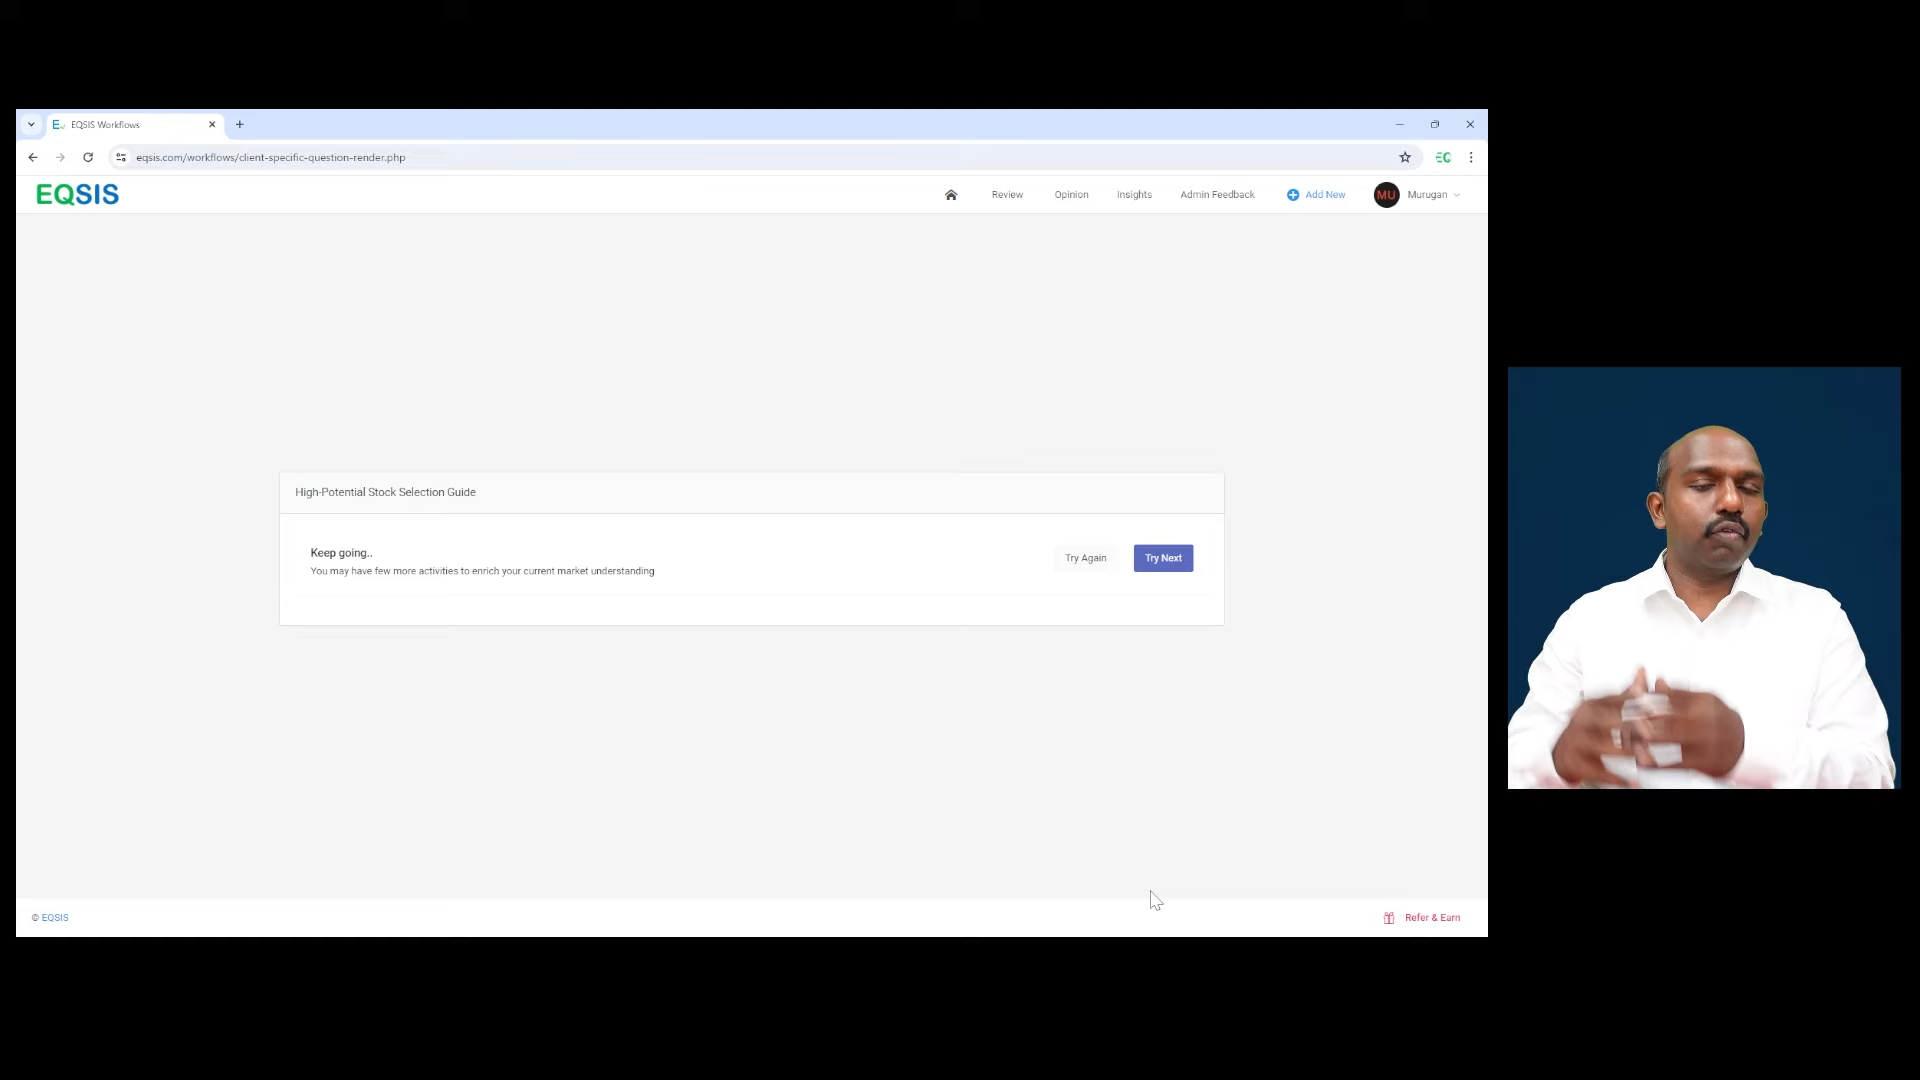 EQSIS Workflows
eqsis.com/workflows/client-specific-question-render.php
EQ
EQSIS
Review
Opinion
Insights
Admin Feedback
Add New
MU
Murugan
High-Potential Stock Selection Guide
Keep going..
You may have few more activities to enrich your current market understanding
Try Again
Try Next
© EQSIS
Refer & Earn